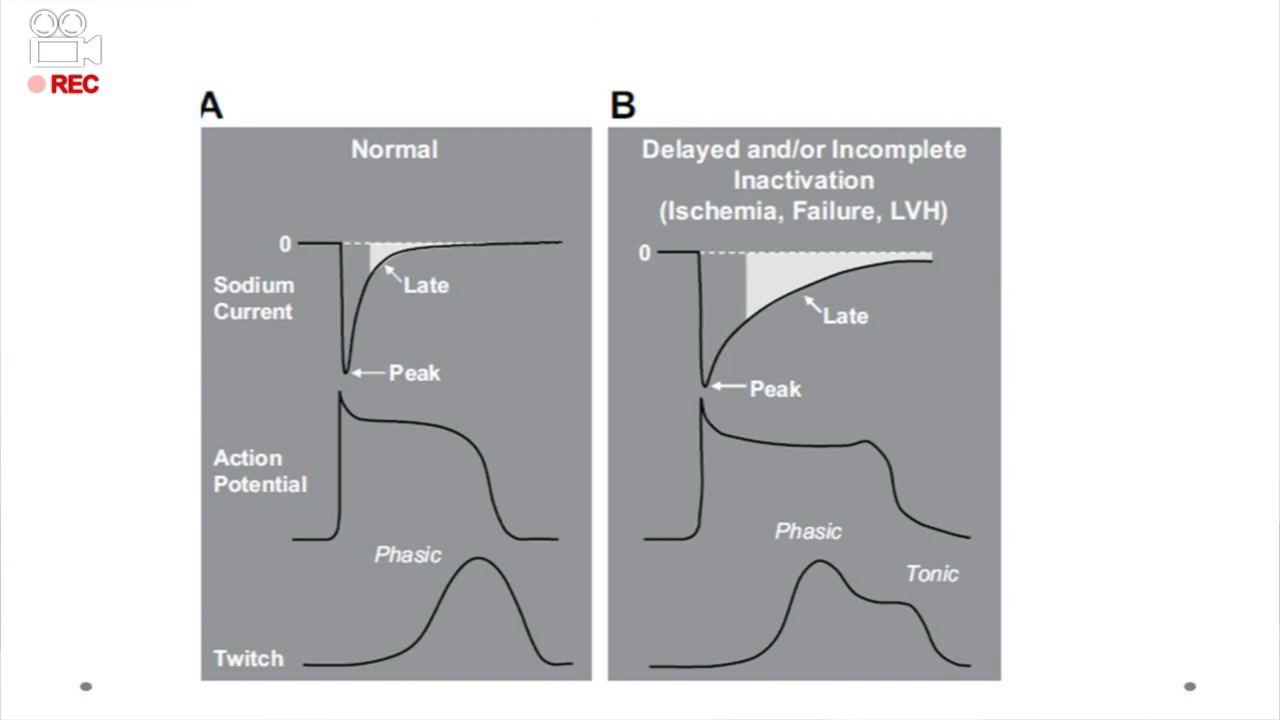 REC
A
B
Normal
Delayed and/or Incomplete
Inactivation
(Ischemia, Failure, LVH)
0
Sodium
Current
Late
Peak
Action
Potential
Phasic
Twitch
0
Late
Peak
Phasic
Tonic